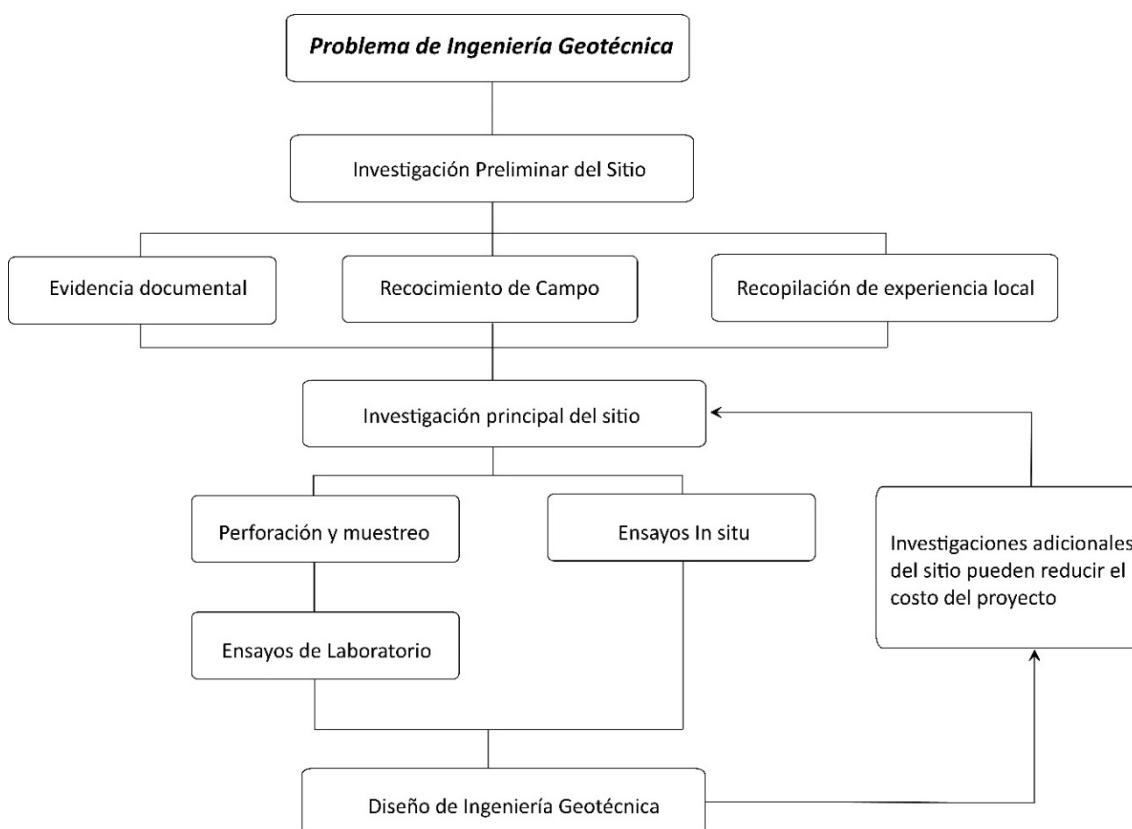 Problema de Ingeniería Geotécnica
Investigación Preliminar del Sitio
Evidencia documental
Recocimiento de Campo
Recopilación de experiencia local
Investigación principal del sitio
Perforación y muestreo
Ensayos In situ
Investigaciones adicionales
del sitio pueden reducir el
costo del proyecto
Ensayos de Laboratorio
Diseño de Ingeniería Geotécnica